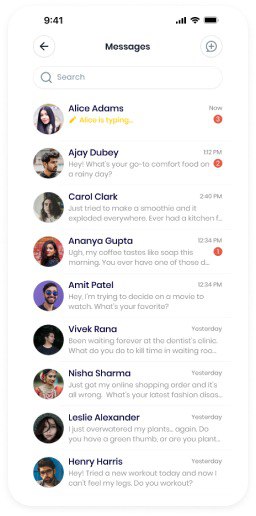 9:41
Messages
Search
Alice Adams
Now
Alice is typing...
3
Ajay Dubey
1:12 PM
Hey! What's your go-to comfort food on
2
a rainy day?
Carol Clark
2:40 PM
Just tried to make a smoothie and it
exploded everywhere. Ever had a kitchen f...
Ananya Gupta
12:34 PM
Ugh, my coffee tastes like soap this
morning. You ever have one of those d...
Amit Patel
12:34 PM
Hey, I'm trying to decide on a movie to
watch. What's your favorite?
Vivek Rana
Yesterday
Been waiting forever at the dentist's clinic.
What do you do to kill time in waiting roo...
Nisha Sharma
Yesterday
Just got my online shopping order and it's
all wrong. What's your latest fashion disas...
Leslie Alexander
Yesterday
I just overwatered my plants... again. Do
you have a green thumb, or are you plant...
Henry Harris
Yesterday
Hey! Tried a new workout today and now I
can't feel my legs. Do you workout?